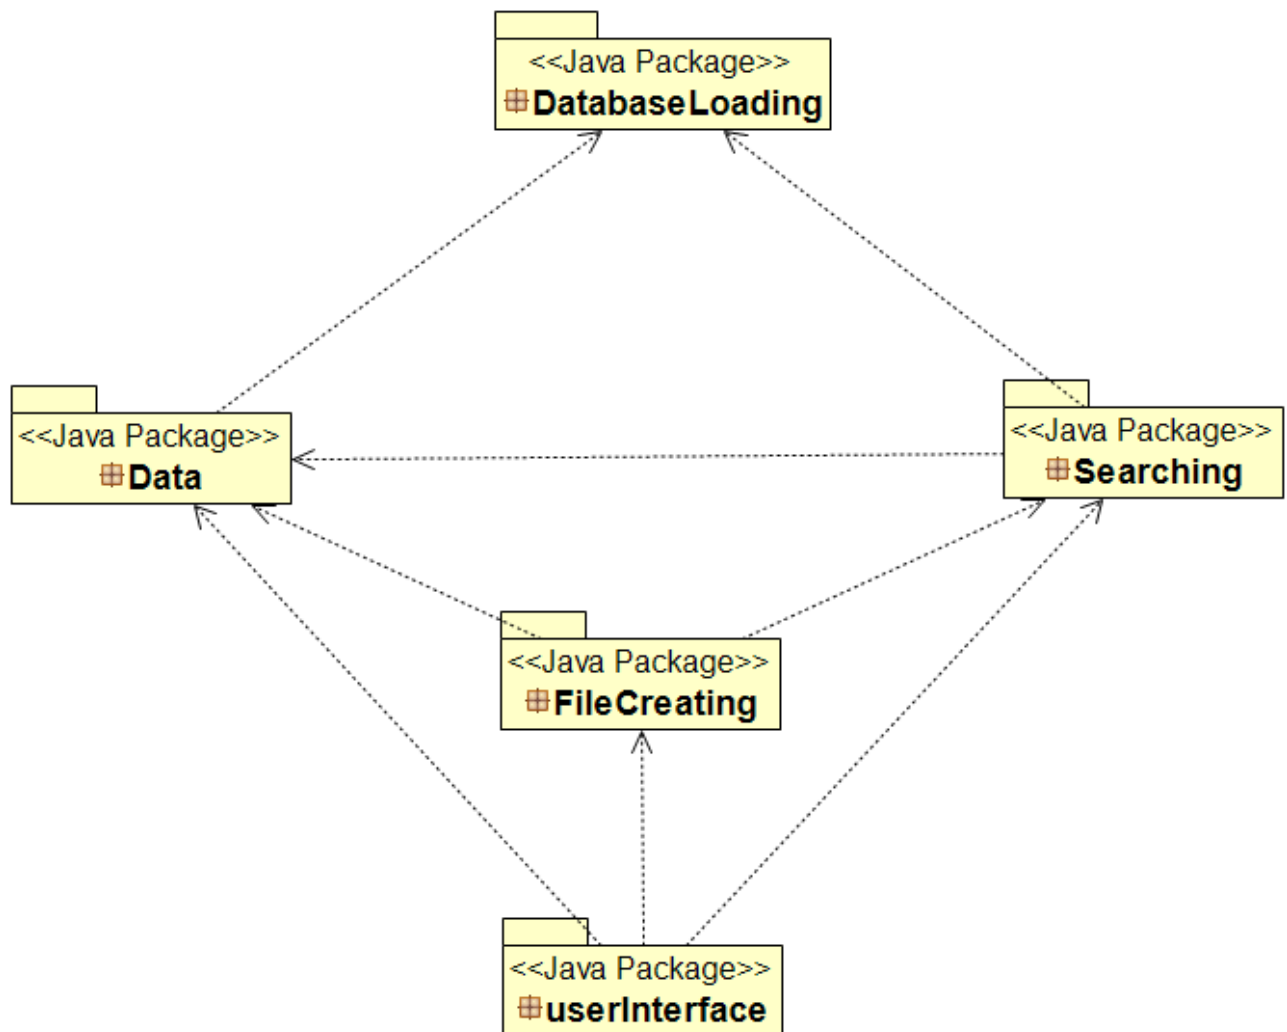 <<Java Package>>
DatabaseLoading
<<Java Package>>
Data
<<Java Package>>
Searching
<<Java Package>>
FileCreating
<<Java Package>>
userInterface